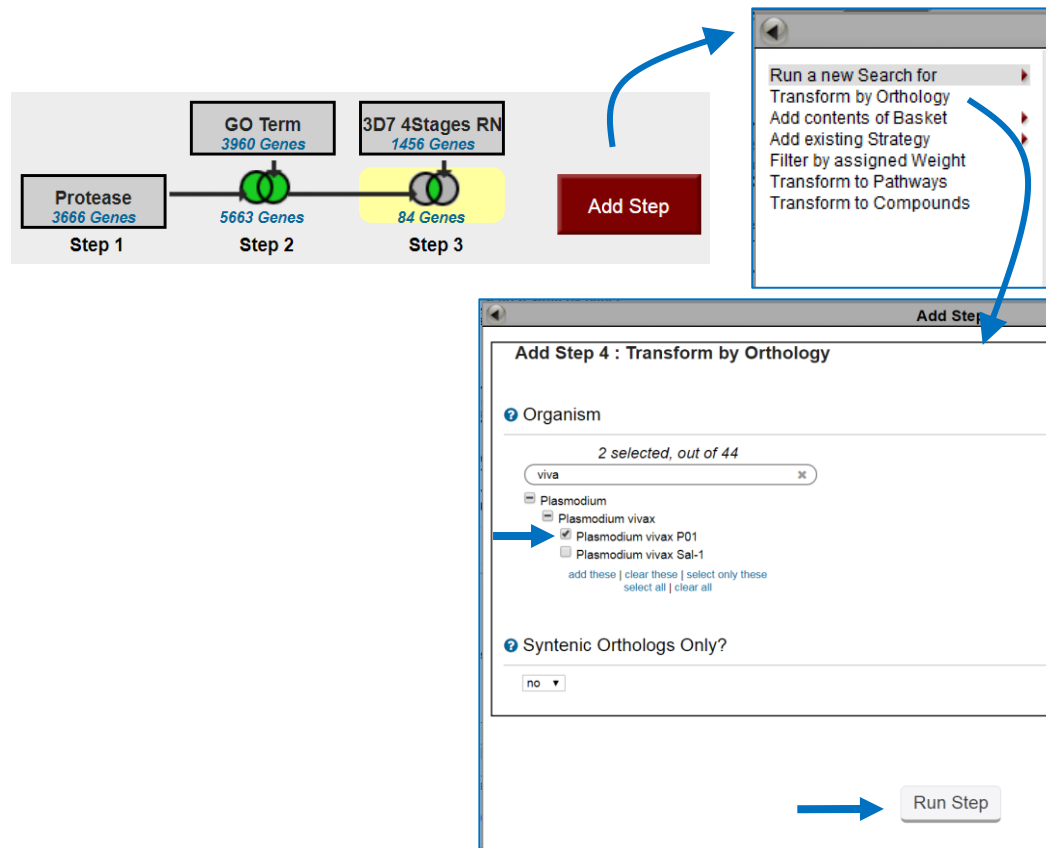 Run a new Search for
Transform by Orthology
Add contents of Basket
Add existing Strategy
Filter by assigned Weight
Transform to Pathways
Transform to Compounds
GO Term
3960 Genes
3D7 4Stages RN
1456 Genes
Protease
3666 Genes
5663 Genes
84 Genes
Step 1
Step 2
Step 3
Add Step
Add Step
Add Step 4 : Transform by Orthology
Organism
2 selected, out of 44
viva
Plasmodium
Plasmodium vivax
Plasmodium vivax P01
Plasmodium vivax Sal-1
add these | clear these | select only these
select all | clear all
Syntenic Orthologs Only?
no
Run Step